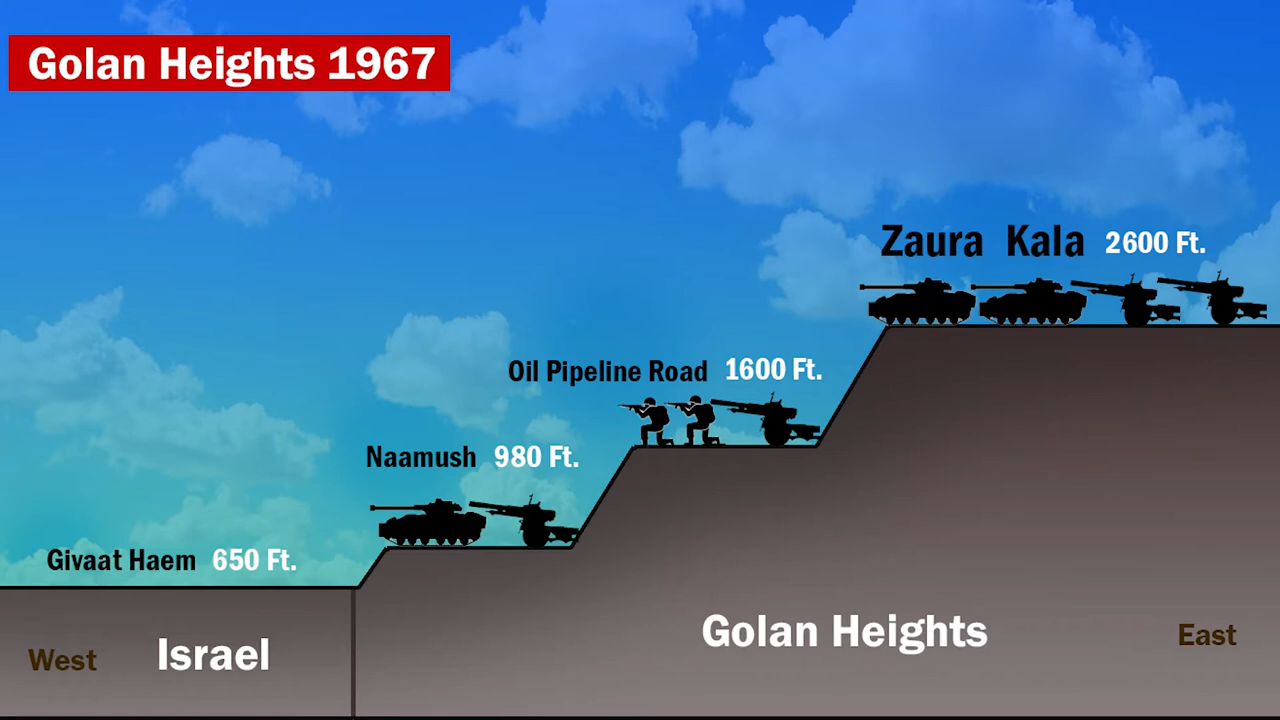 Golan Heights 1967
Zaura Kala 2600 Ft.
Oil Pipeline Road 1600 Ft.
Naamush 980 Ft.
Givaat Haem 650 Ft.
West Israel Golan Heights East